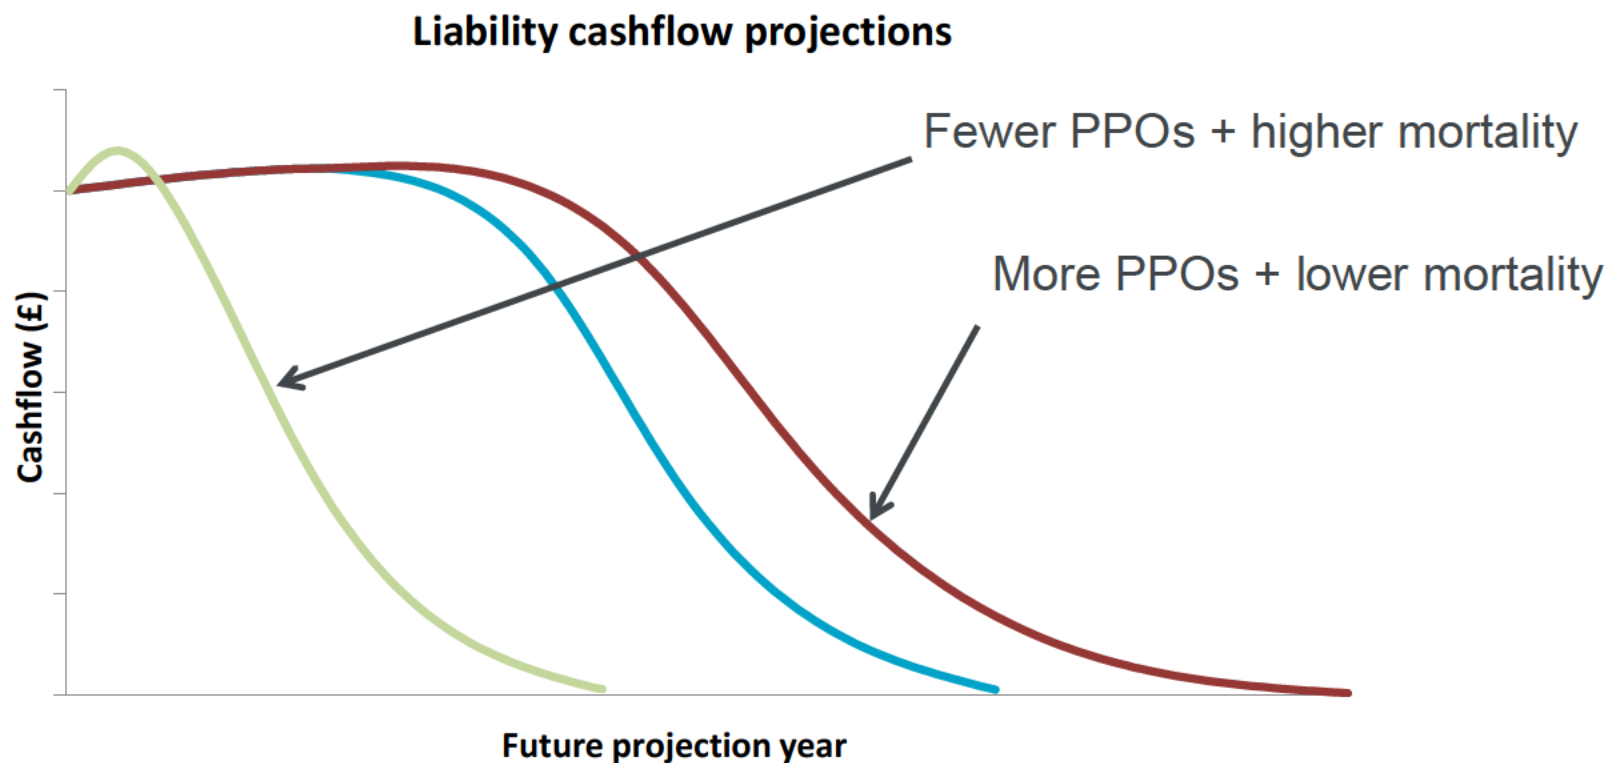 Liability cashflow projections
Fewer PPOs + higher mortality
More PPOs + lower mortality
Cashflow (£)
Future projection year